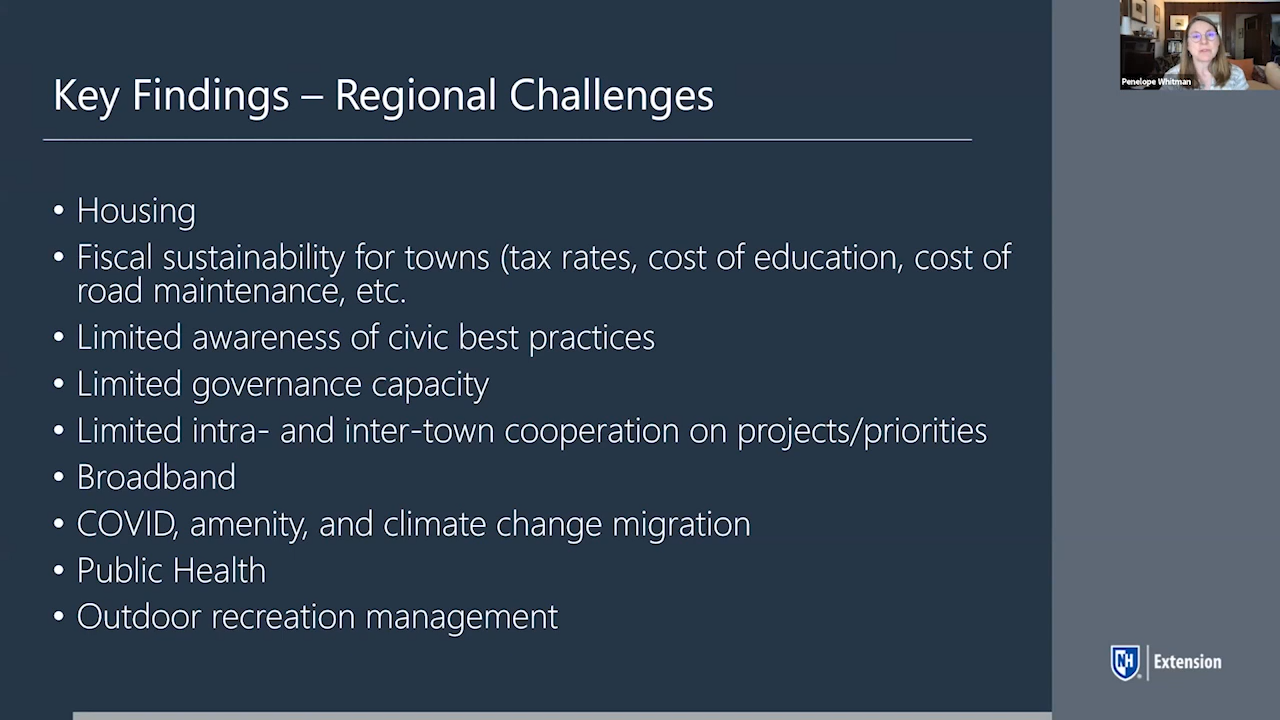 Penelope Whitman
Key Findings – Regional Challenges
• Housing
• Fiscal sustainability for towns (tax rates, cost of education, cost of
road maintenance, etc.
• Limited awareness of civic best practices
• Limited governance capacity
• Limited intra- and inter-town cooperation on projects/priorities
• Broadband
• COVID, amenity, and climate change migration
• Public Health
• Outdoor recreation management
NH
Extension